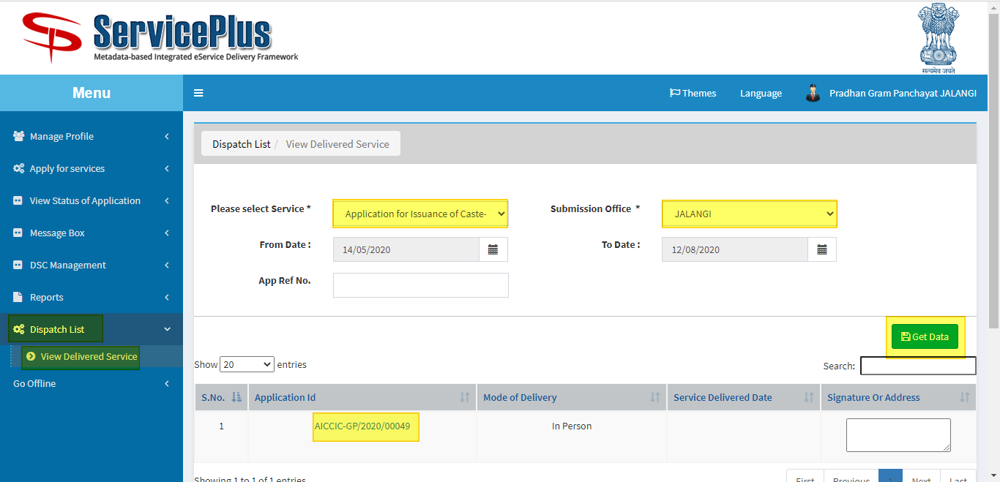 ServicePlus
Metadata-based Integrated eService Delivery Framework
सत्यमेव जयते
Menu
Themes
Language
Pradhan Gram Panchayat JALANGI
Manage Profile
Apply for services
View Status of Application
Message Box
DSC Management
Reports
Dispatch List
View Delivered Service
Go Offline
Dispatch List / View Delivered Service
Please select Service * Application for Issuance of Caste- Submission Office * JALANGI
From Date : 14/05/2020 To Date : 12/08/2020
App Ref No.
Get Data
Show 20 entries Search:
S.No. Application Id Mode of Delivery Service Delivered Date Signature Or Address
1 AICCIC-GP/2020/00049 In Person
Showing 1 to 1 of 1 entries First Previous 1 Next Last